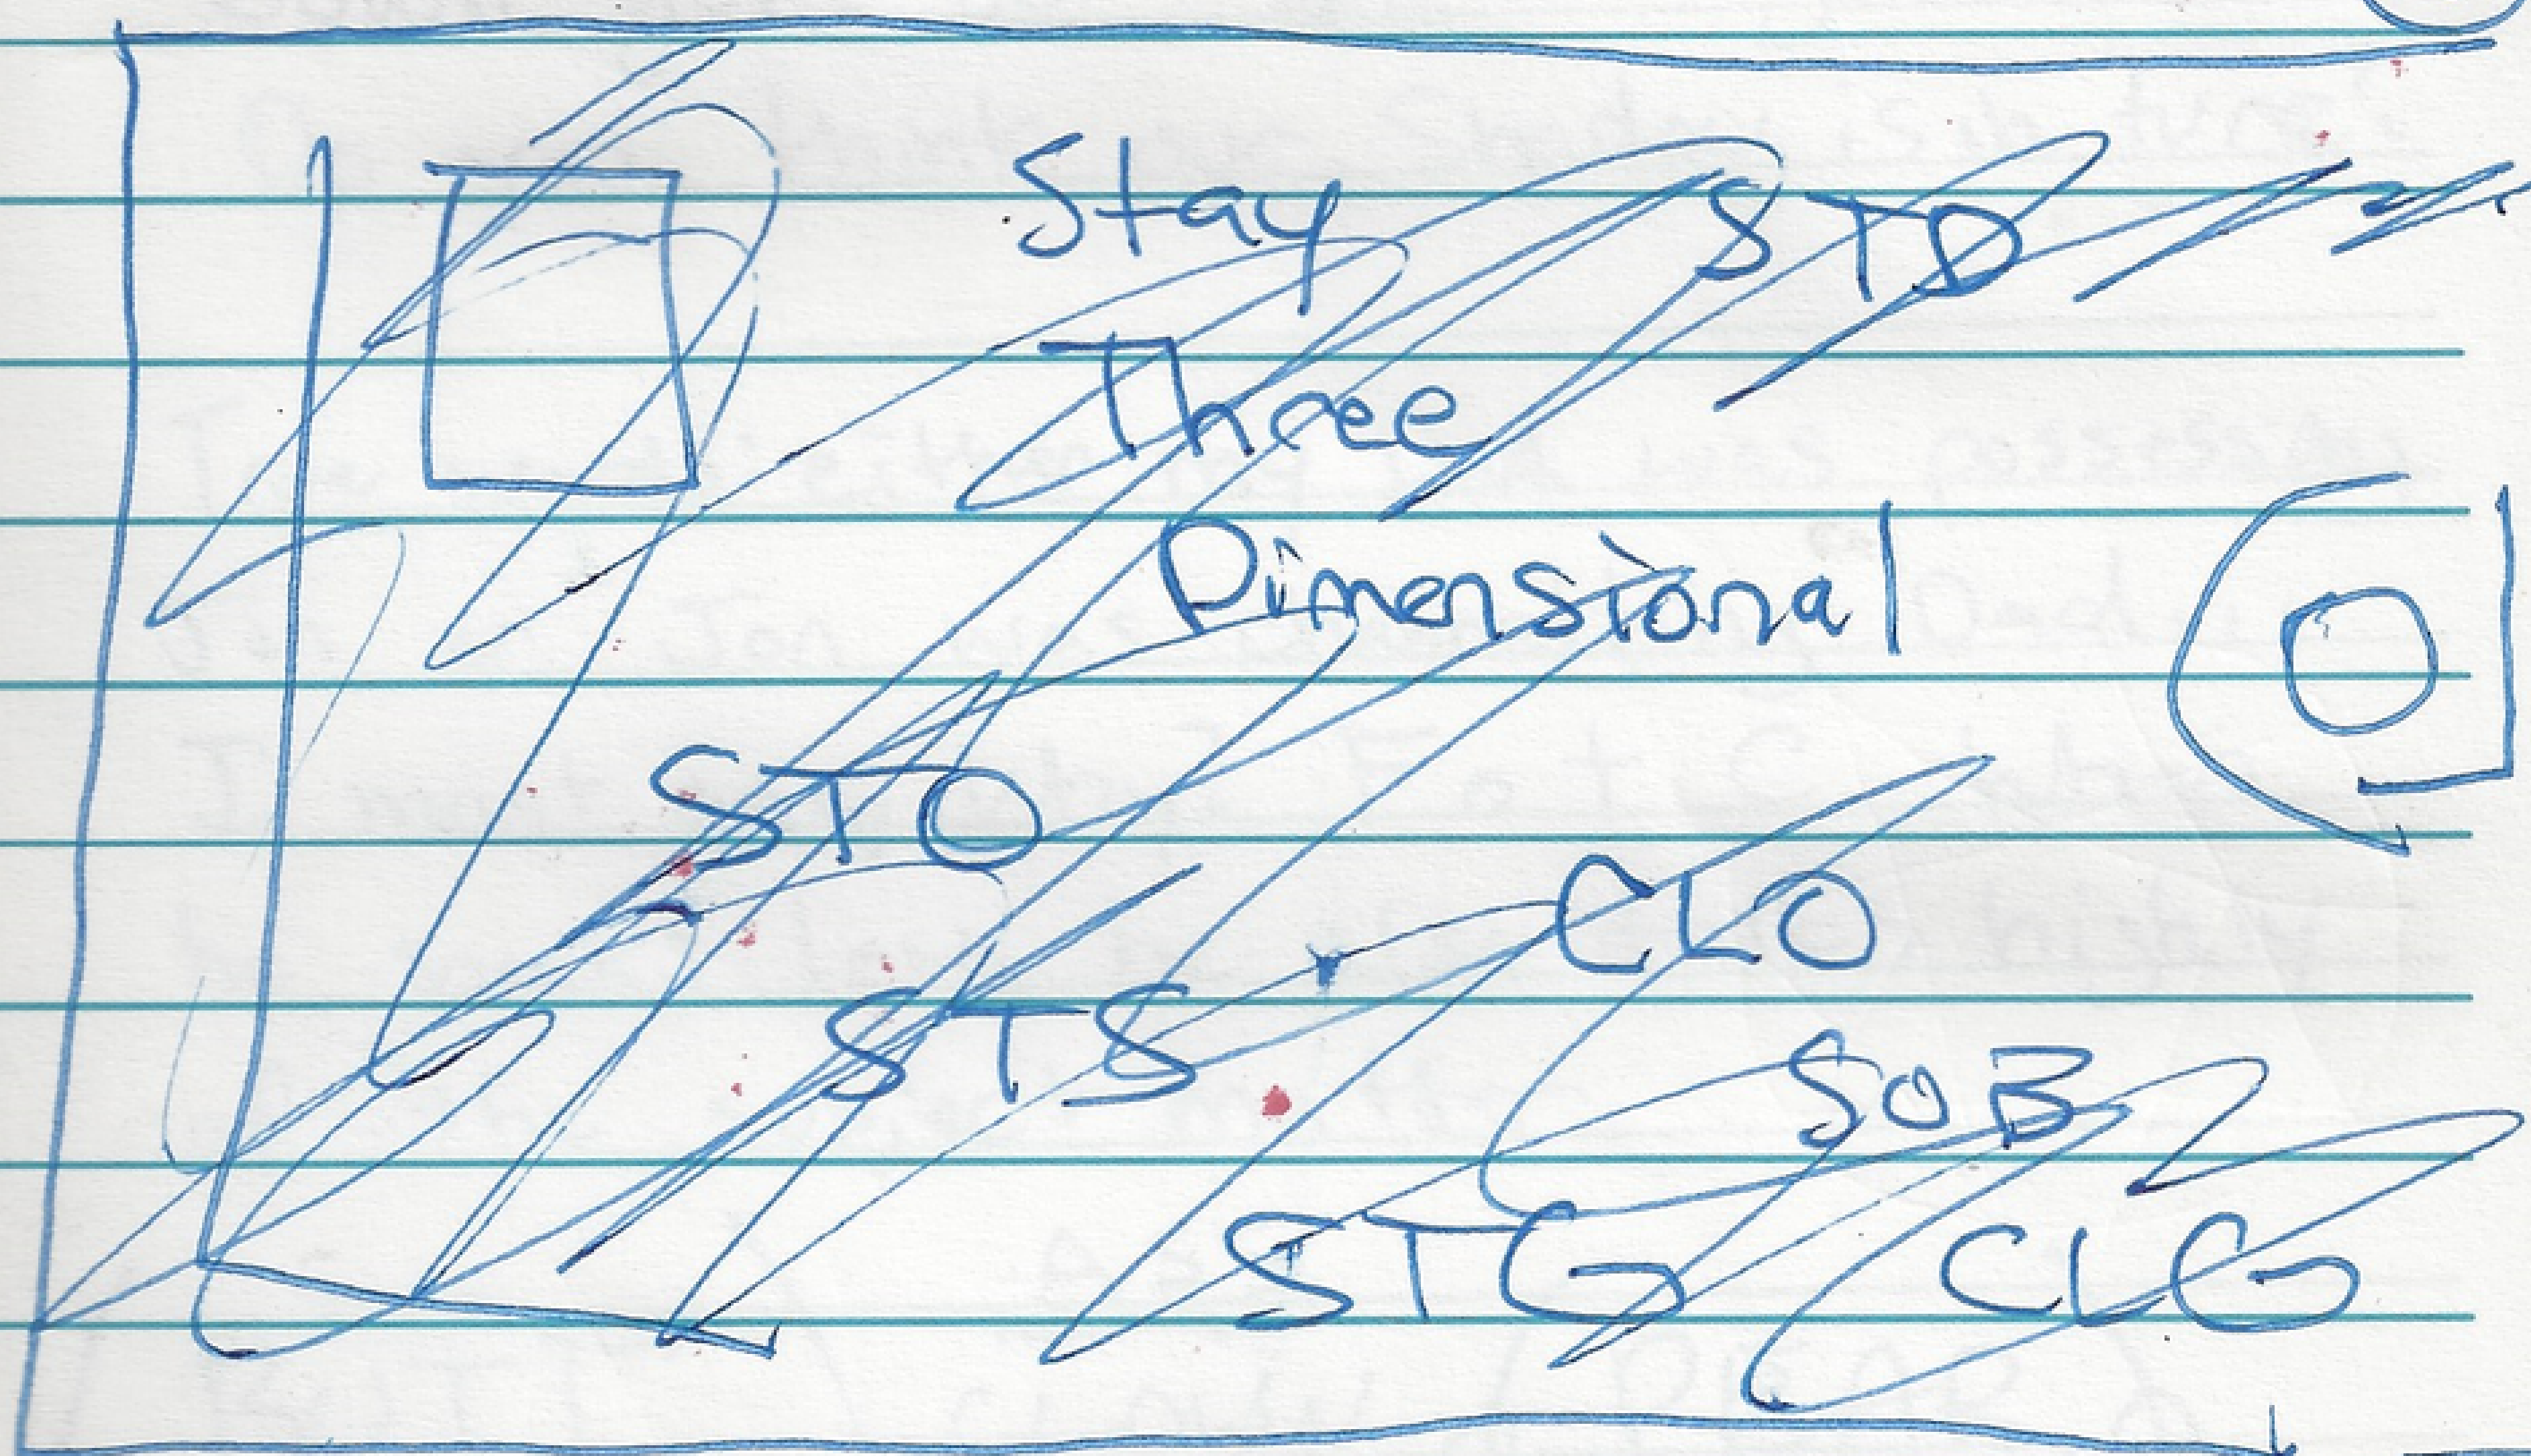 Stay STD
Three
Dimensional
STO
CLO
STS
SOB
STG CLG